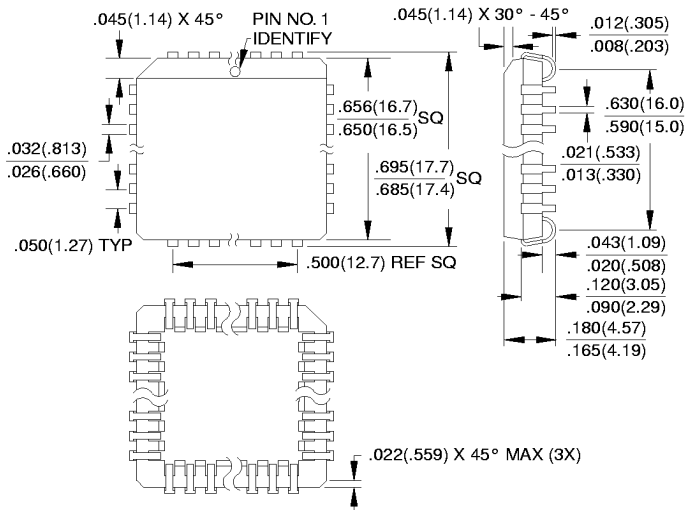 .045(1.14) X 45°
PIN NO. 1
IDENTIFY
.045(1.14) X 30° - 45°
.012(.305)
.008(.203)
.656(16.7)
.650(16.5)
SQ
.630(16.0)
.590(15.0)
.032(.813)
.026(.660)
.695(17.7)
.685(17.4)
SQ
.021(.533)
.013(.330)
.050(1.27) TYP
.500(12.7) REF SQ
.043(1.09)
.020(.508)
.120(3.05)
.090(2.29)
.180(4.57)
.165(4.19)
.022(.559) X 45° MAX (3X)